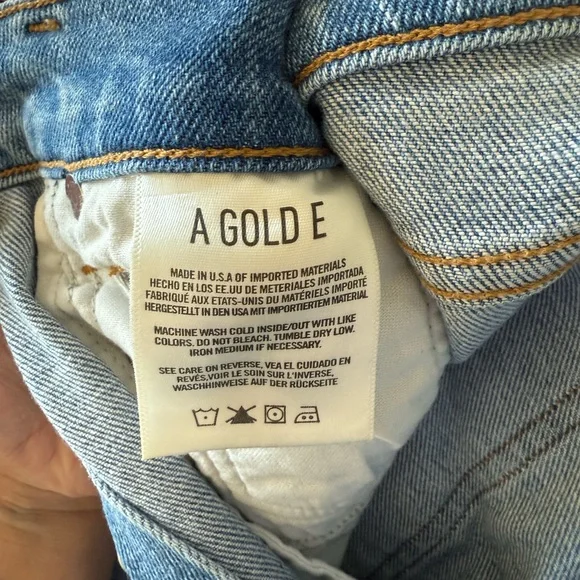 A GOLD E
MADE IN U.S.A OF IMPORTED MATERIALS
HECHO EN LOS EE.UU DE METERIALES IMPORTADA
FABRIQUÉ AUX ETATS-UNIS DU MATÉRIELS IMPORTÉ
HERGESTELLT IN DEN USA MIT IMPORTIERTEM MATERIAL
MACHINE WASH COLD INSIDE/OUT WITH LIKE
COLORS. DO NOT BLEACH. TUMBLE DRY LOW.
IRON MEDIUM IF NECESSARY.
SEE CARE ON REVERSE, VEA EL CUIDADO EN
REVÉS,VOIR LE SOIN SUR L'INVERSE,
WASCHHINWEISE AUF DER RÜCKSEITE